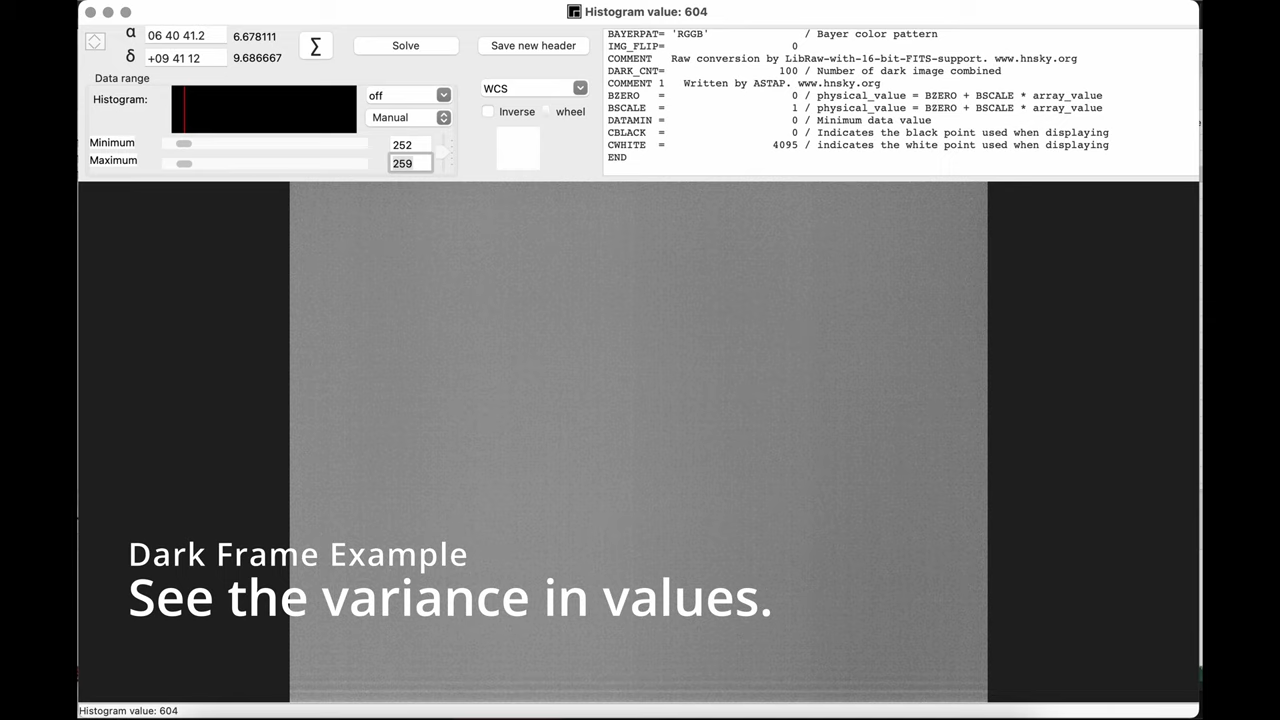 Histogram value: 604
α 06 40 41.2 6.678111
δ +09 41 12 9.686667
Σ
Solve
Save new header
Data range
Histogram:
off
Manual
Minimum 252
Maximum 259
WCS
Inverse wheel
BAYERPAT= 'RGGB' / Bayer color pattern
IMG_FLIP= 0
COMMENT Raw conversion by LibRaw-with-16-bit-FITS-support. www.hnsky.org
DARK_CNT= 100 / Number of dark image combined
COMMENT 1 Written by ASTAP. www.hnsky.org
BZERO = 0 / physical_value = BZERO + BSCALE * array_value
BSCALE = 1 / physical_value = BZERO + BSCALE * array_value
DATAMIN = 0 / Minimum data value
CBLACK = 0 / Indicates the black point used when displaying
CWHITE = 4095 / indicates the white point used when displaying
END
Dark Frame Example
See the variance in values.
Histogram value: 604